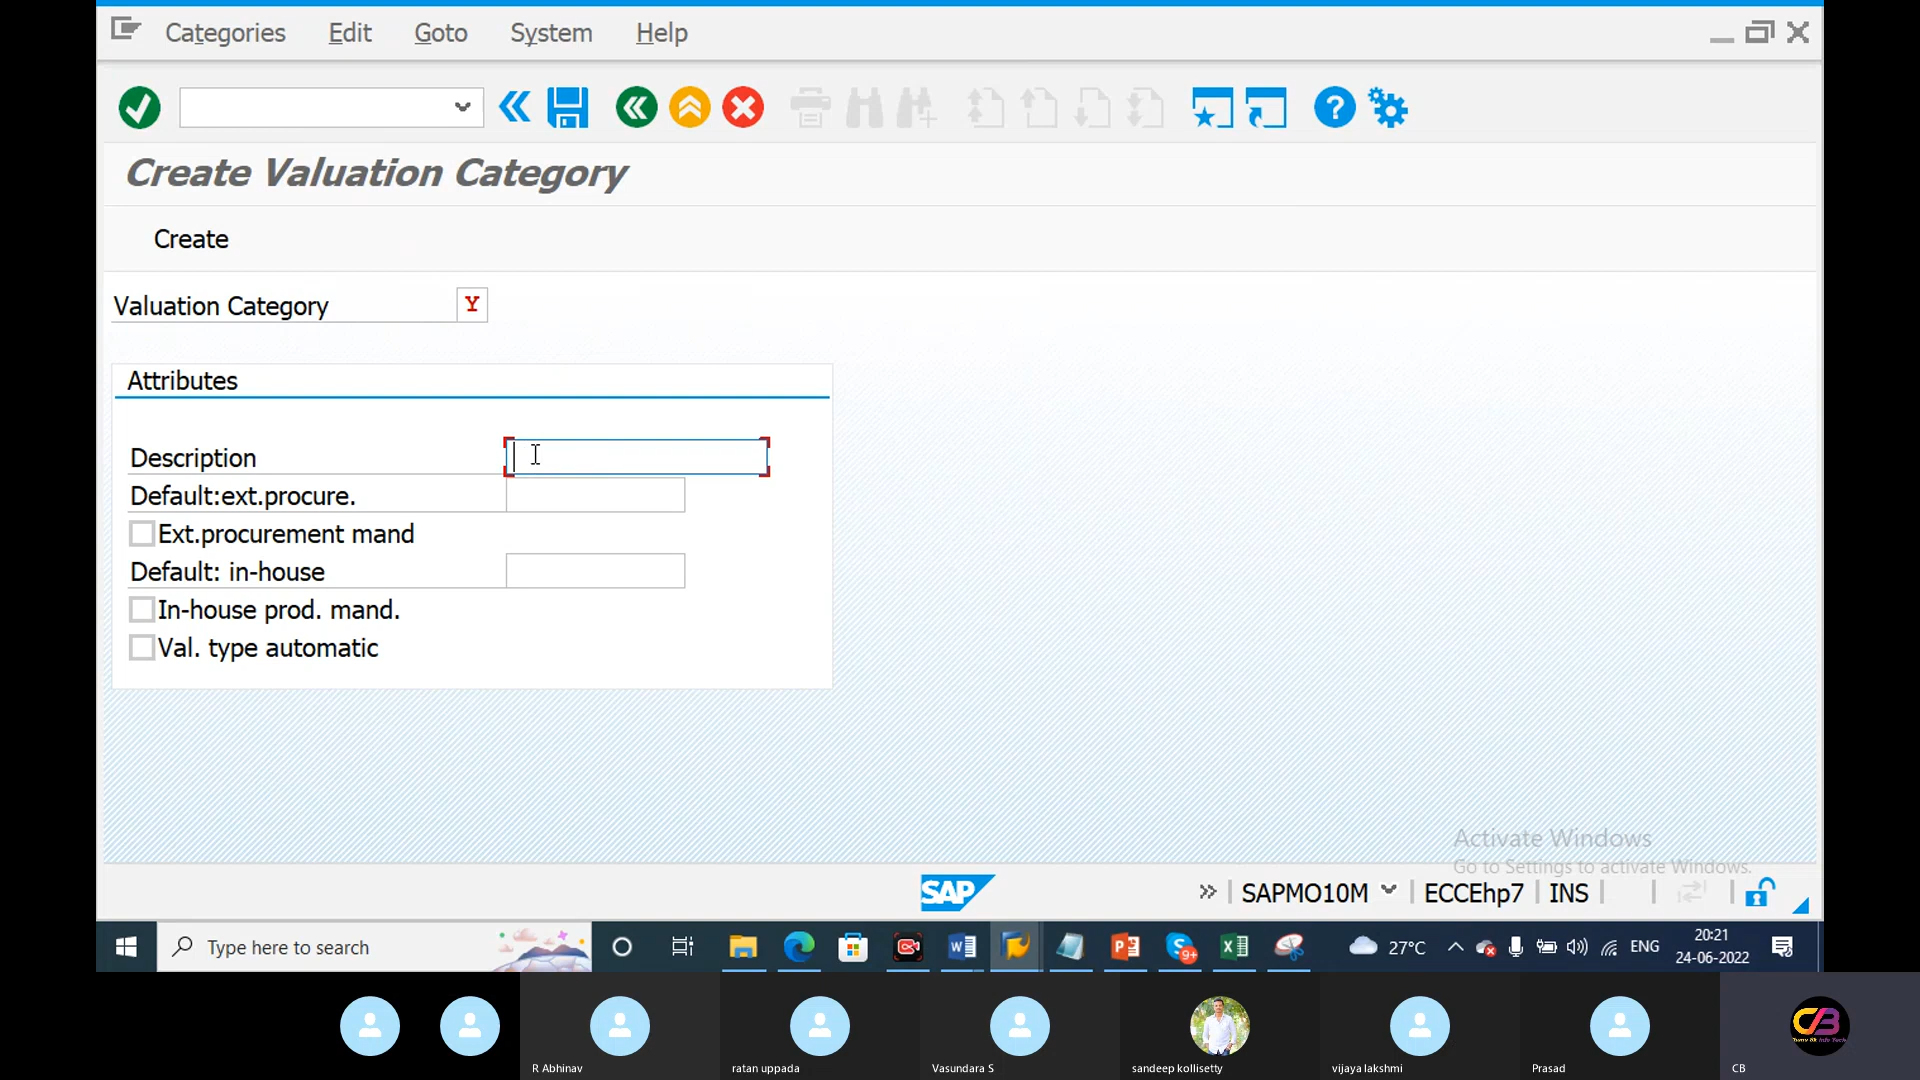 Categories Edit Goto System Help
Create Valuation Category
Create
Valuation Category Y
Attributes
Description
Default:ext.procure.
Ext.procurement mand
Default: in-house
In-house prod. mand.
Val. type automatic
Activate Windows
Go to Settings to activate Windows.
SAP SAPMO10M ECCEhp7 INS
Type here to search 27°C ENG 20:21
24-06-2022
R Abhinav ratan uppada Vasundara S sandeep kollisetty vijaya lakshmi Prasad CB